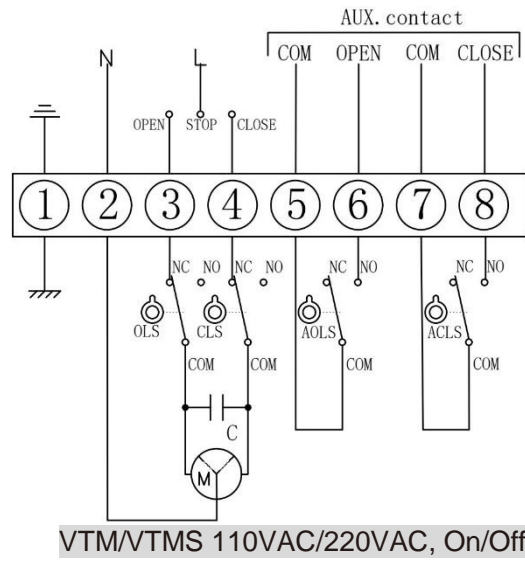 AUX. contact
N L COM OPEN COM CLOSE
OPEN STOP CLOSE
1 2 3 4 5 6 7 8
NC NO NC NO NC NO NC NO
OLS CLS AOLS ACLS
COM COM COM COM
C
M
VTM/VTMS 110VAC/220VAC, On/Off